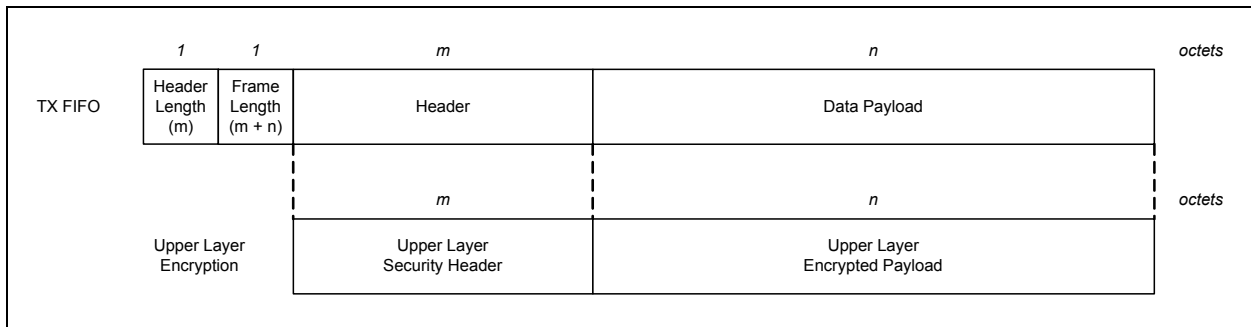 1 1 m n octets
TX FIFO
Header
Length
(m)
Frame
Length
(m + n)
Header
Data Payload
m n octets
Upper Layer
Encryption
Upper Layer
Security Header
Upper Layer
Encrypted Payload